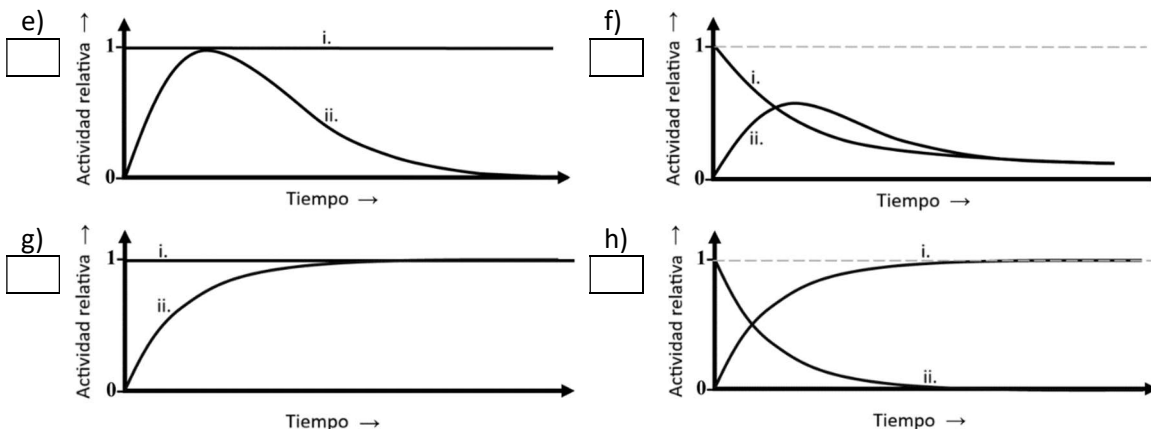 e)
Actividad relativa →
1
0
i.
ii.
Tiempo →
f)
Actividad relativa →
1
0
i.
ii.
Tiempo →
g)
Actividad relativa →
1
0
i.
ii.
Tiempo →
h)
Actividad relativa →
1
0
i.
ii.
Tiempo →